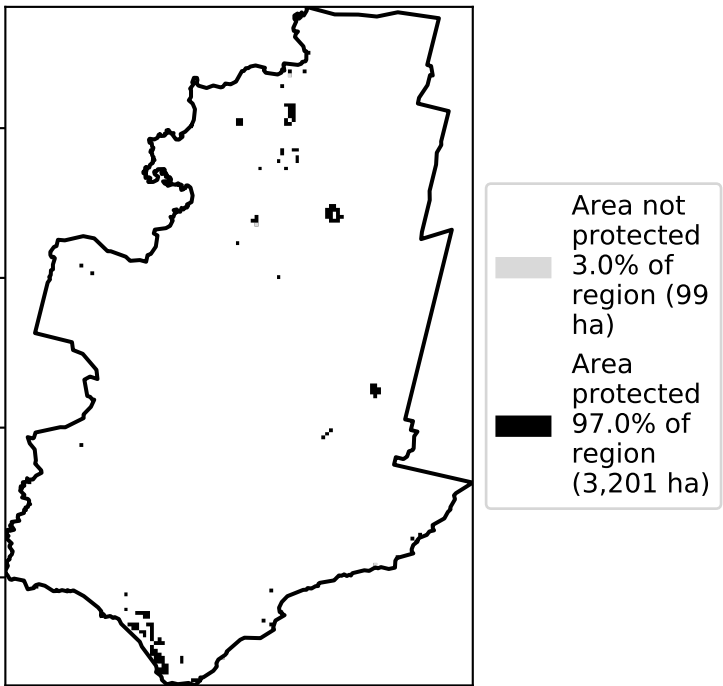 Area not
protected
3.0% of
region (99
ha)
Area
protected
97.0% of
region
(3,201 ha)